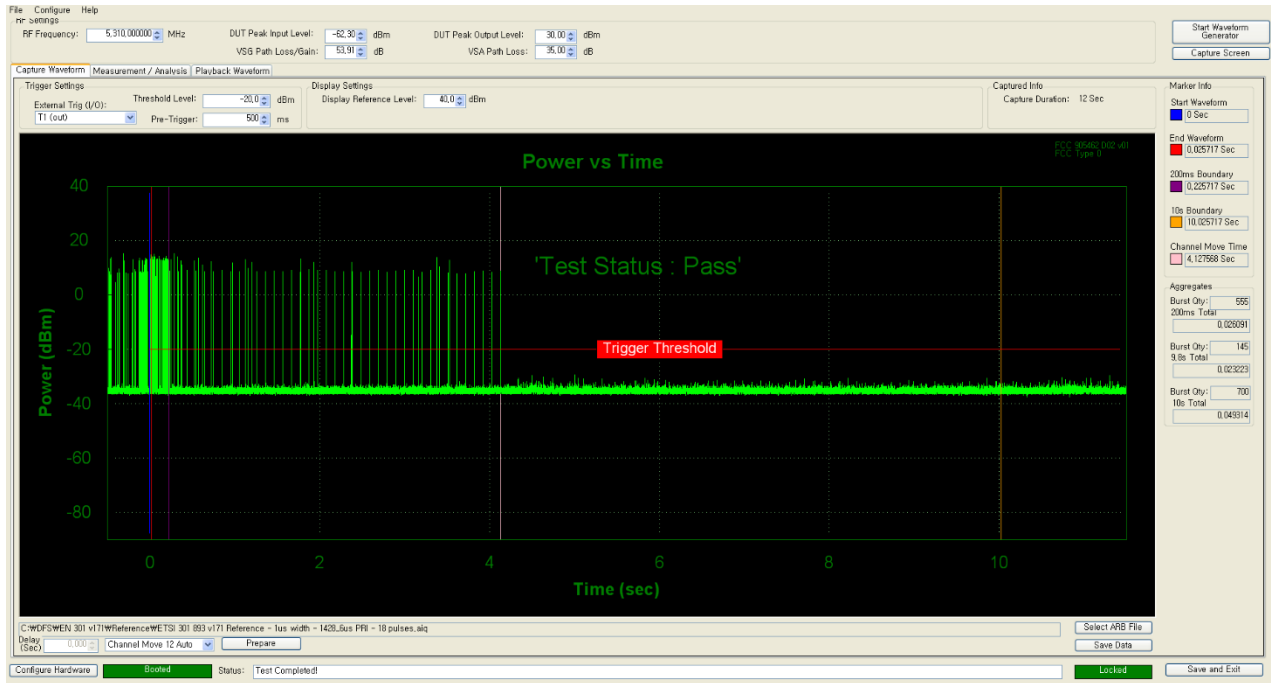 File Configure Help
RF Settings
RF Frequency: 5,310,000000 MHz DUT Peak Input Level: -62,30 dBm DUT Peak Output Level: 30,00 dBm
VSG Path Loss/Gain: 53,91 dB VSA Path Loss: 35,00 dB
Start Waveform Generator
Capture Screen
Capture Waveform Measurement / Analysis Playback Waveform
Trigger Settings
External Trig (I/O): Threshold Level: -20,0 dBm
T1 (out) Pre-Trigger: 500 ms
Display Settings
Display Reference Level: 40,0 dBm
Captured Info
Capture Duration: 12 Sec
Power vs Time
FCC 905462 D02 v01
FCC Type 0
40
20
0
-20
-40
-60
-80
Power (dBm)
'Test Status : Pass'
Trigger Threshold
0 2 4 6 8 10
Time (sec)
Marker Info
Start Waveform
0 Sec
End Waveform
0,025717 Sec
200ms Boundary
0,225717 Sec
10s Boundary
10,025717 Sec
Channel Move Time
4,127568 Sec
Aggregates
Burst Qty: 555
200ms Total
0,026091
Burst Qty: 145
9.8s Total
0,023223
Burst Qty: 700
10s Total
0,049314
C:₩DFS₩EN 301 v171₩Reference₩ETSI 301 893 v171 Reference - 1us width - 1428_6us PRI - 18 pulses.aiq
Select ARB File
Delay (Sec) 0,000 Channel Move 12 Auto Prepare
Save Data
Configure Hardware Booted Status: Test Completed! Locked Save and Exit